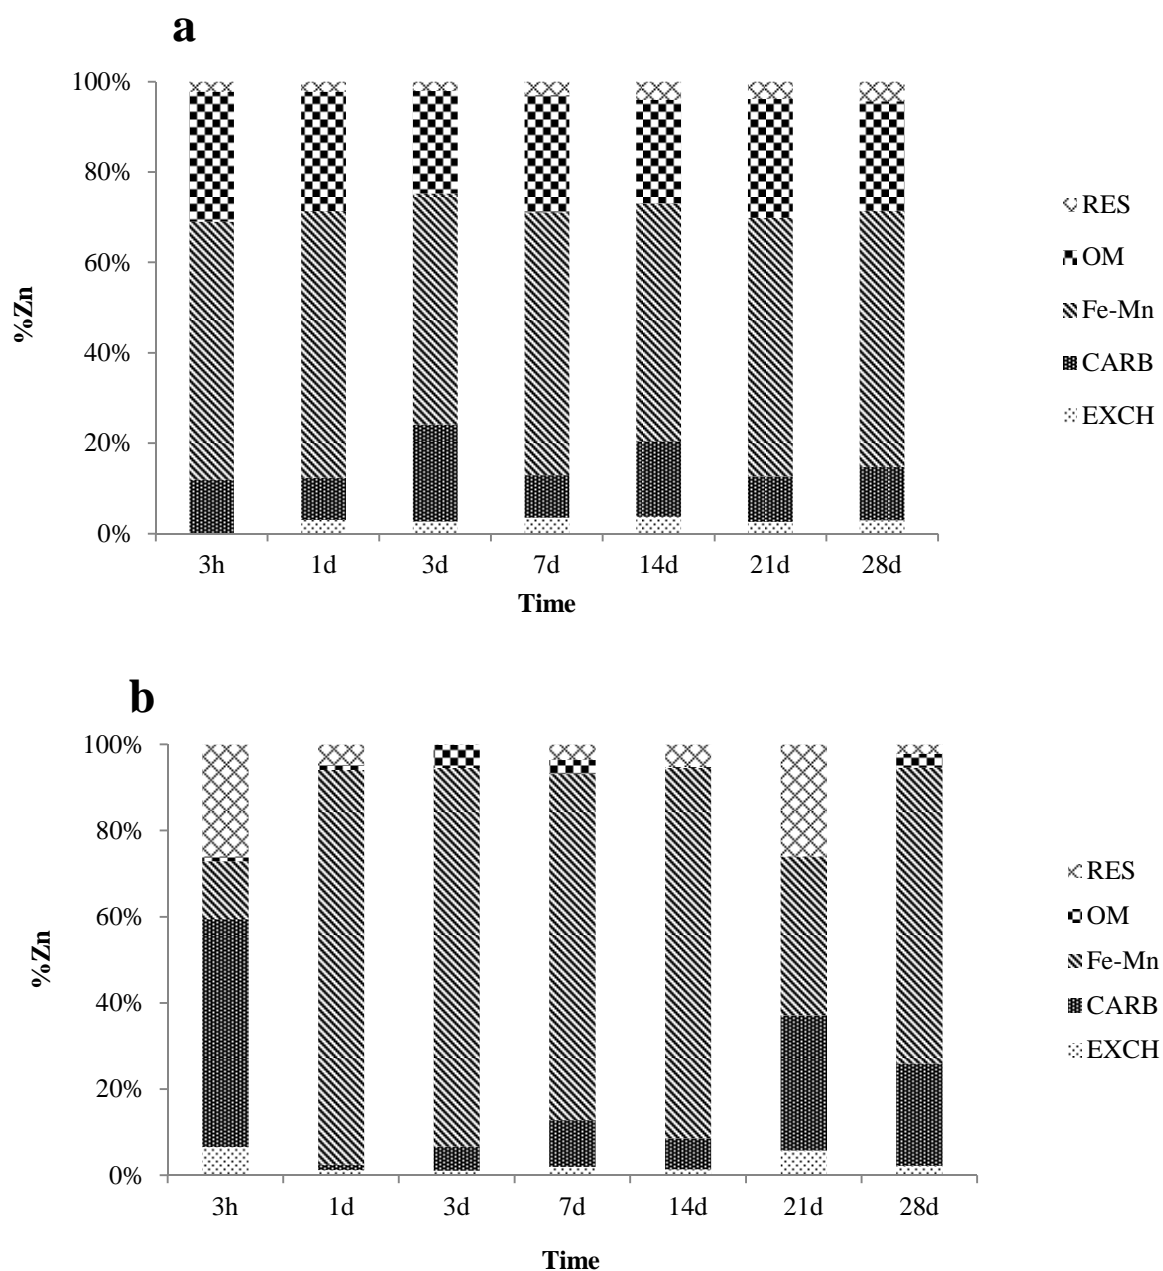 a
100%
80%
60%
40%
20%
0%
%Zn
3h 1d 3d 7d 14d 21d 28d
Time
RES
OM
Fe-Mn
CARB
EXCH
b
100%
80%
60%
40%
20%
0%
%Zn
3h 1d 3d 7d 14d 21d 28d
Time
RES
OM
Fe-Mn
CARB
EXCH